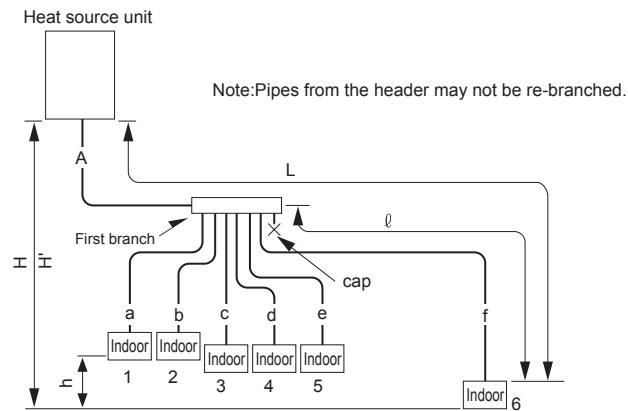 Heat source unit
Note:Pipes from the header may not be re-branched.
A
L
ℓ
First branch
cap
H
H'
a
b
c
d
e
f
Indoor
Indoor
Indoor
Indoor
Indoor
h
1
2
3
4
5
Indoor
6